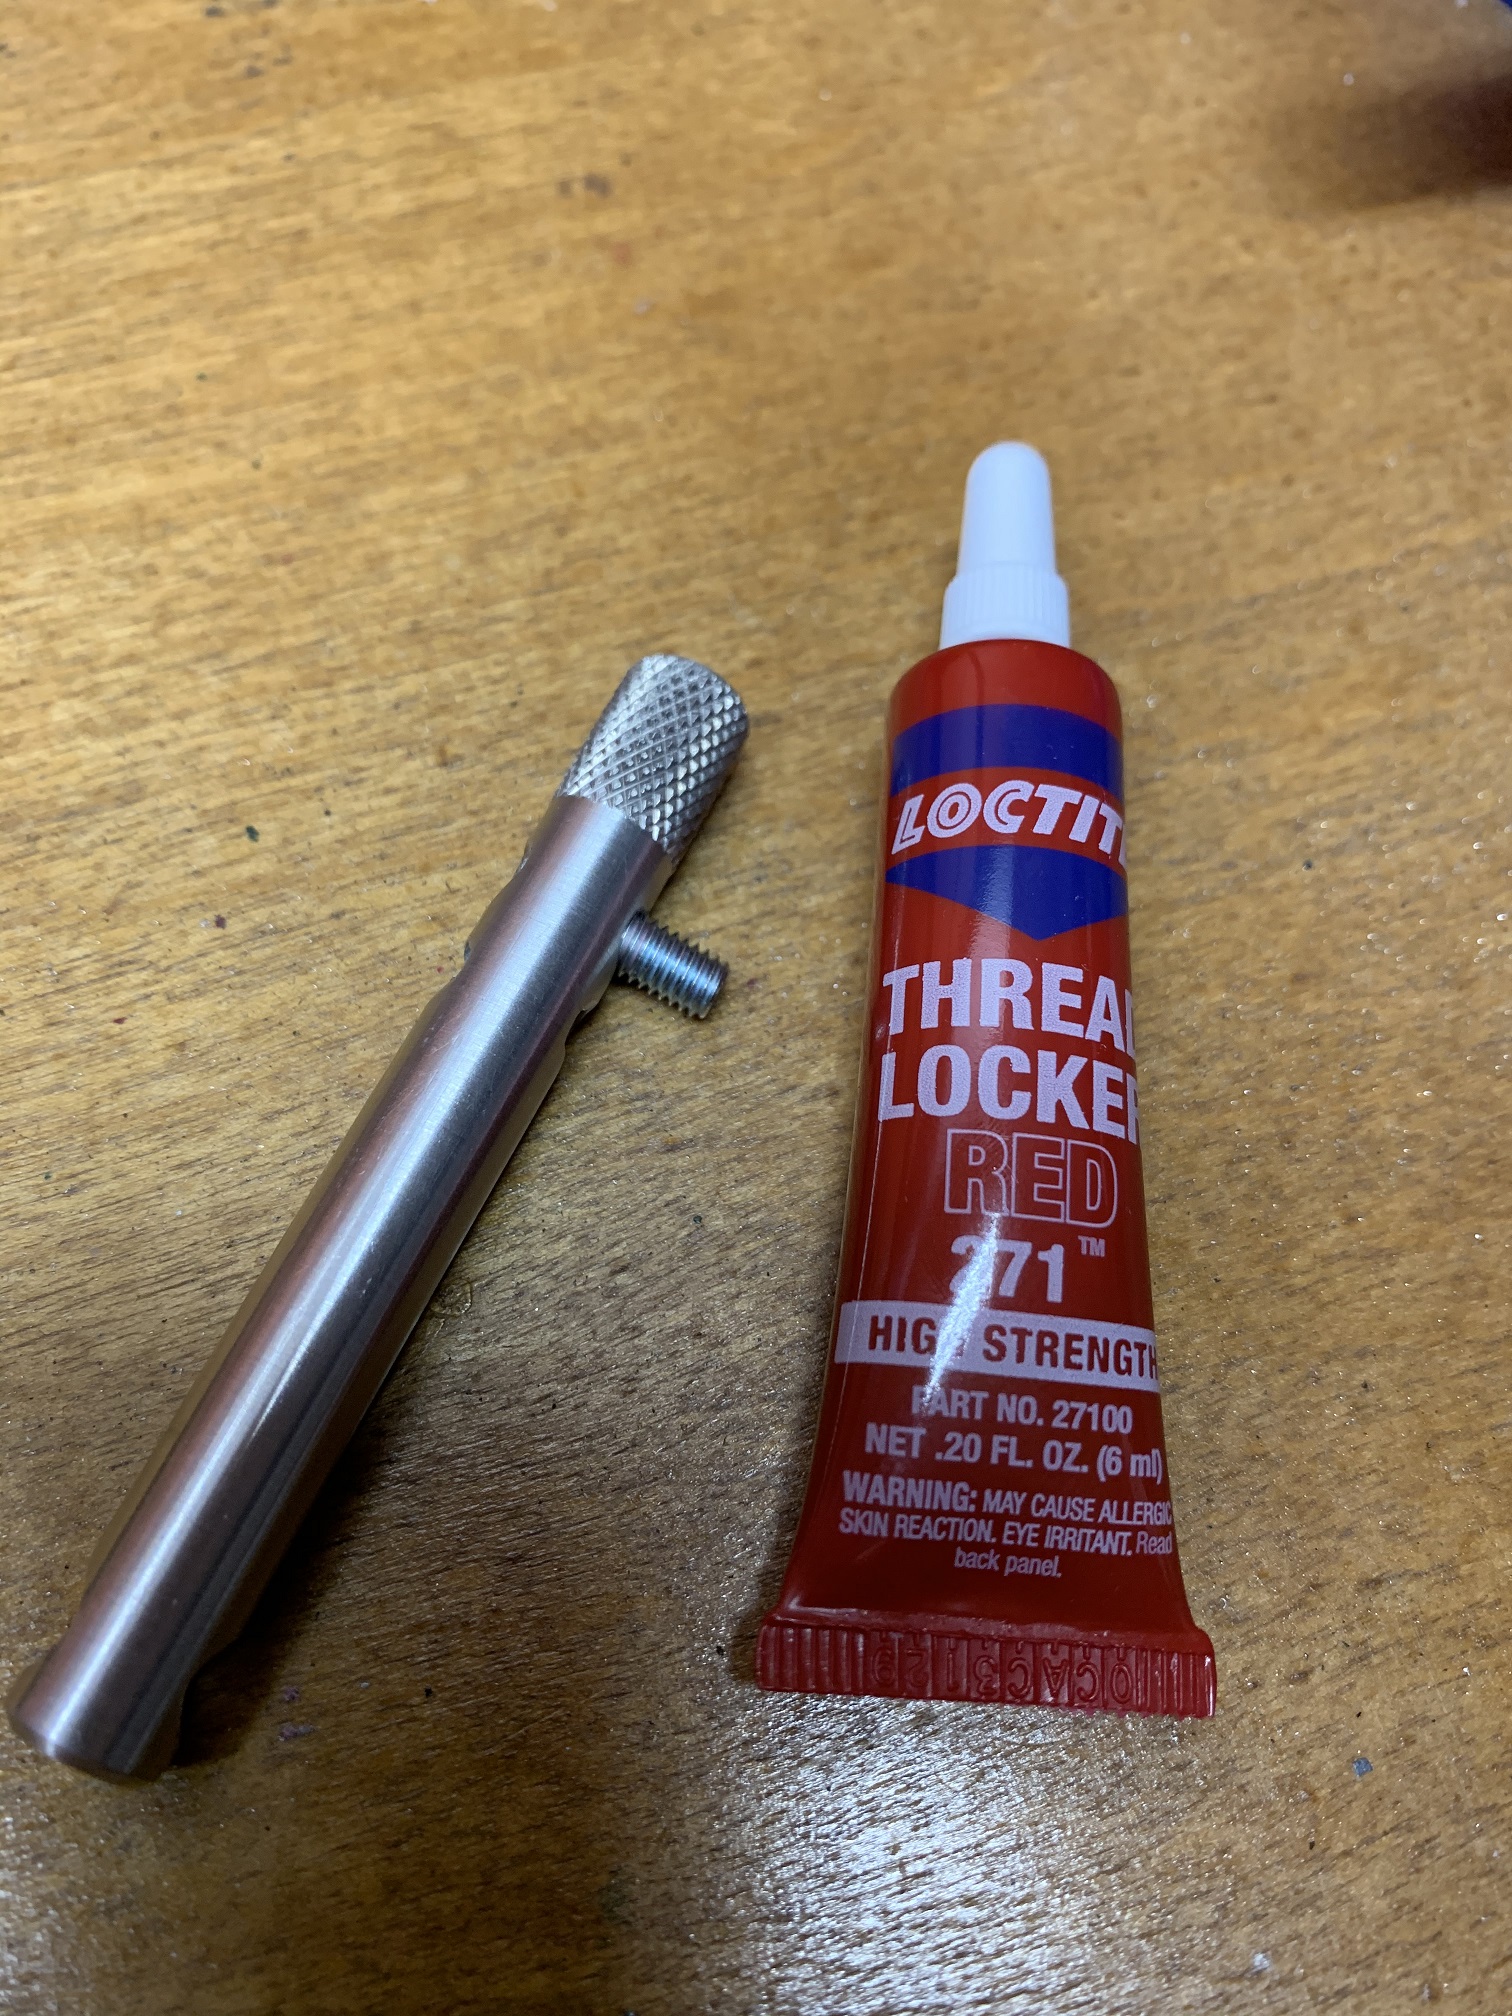 LOCTITE
THREAD
LOCKER
RED
271™
HIGH STRENGTH
PART NO. 27100
NET .20 FL. OZ. (6 ml)
WARNING: MAY CAUSE ALLERGIC
SKIN REACTION. EYE IRRITANT. Read
back panel.